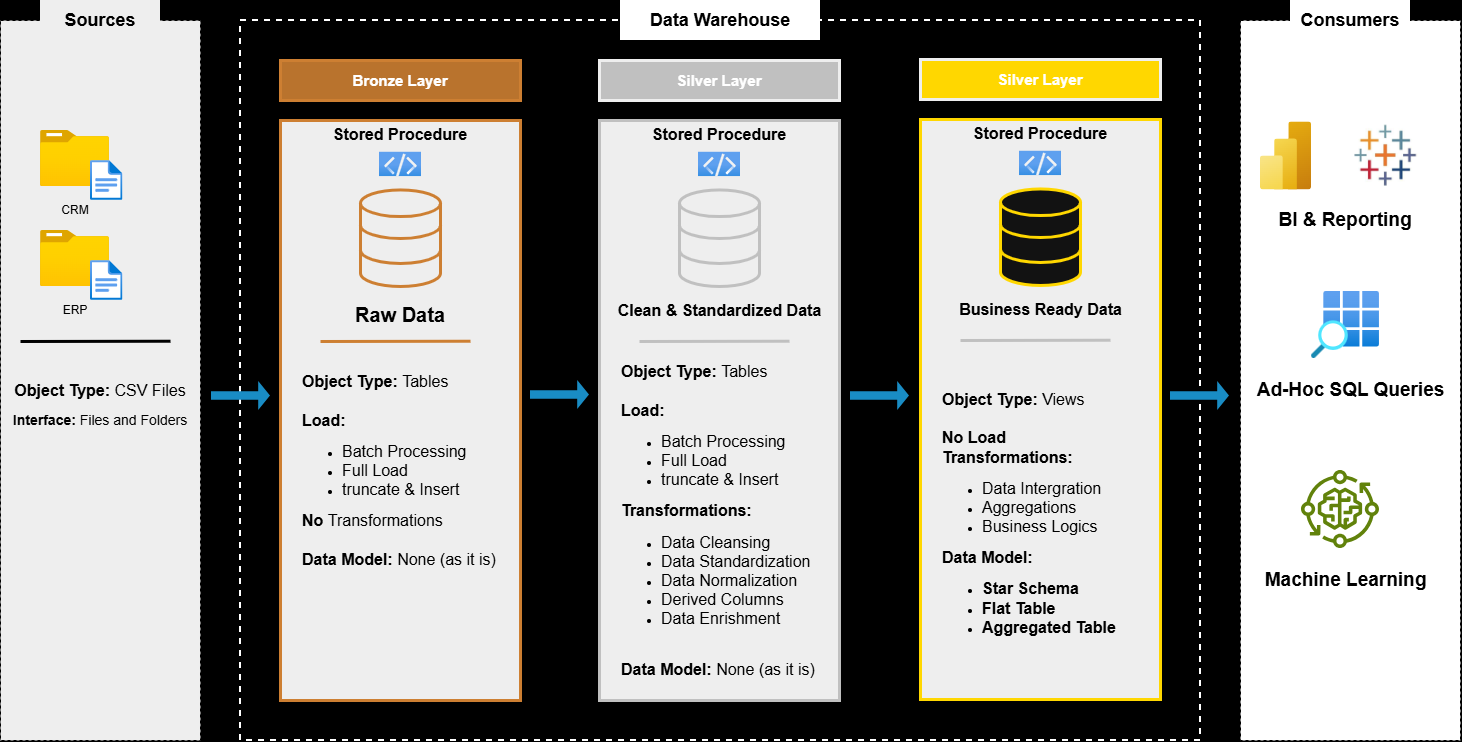 Sources
CRM
ERP
Object Type: CSV Files
Interface: Files and Folders
Data Warehouse
Bronze Layer
Stored Procedure
</>
Raw Data
Object Type: Tables
Load:
• Batch Processing
• Full Load
• truncate & Insert
No Transformations
Data Model: None (as it is)
Silver Layer
Stored Procedure
</>
Clean & Standardized Data
Object Type: Tables
Load:
• Batch Processing
• Full Load
• truncate & Insert
Transformations:
• Data Cleansing
• Data Standardization
• Data Normalization
• Derived Columns
• Data Enrishment
Data Model: None (as it is)
Silver Layer
Stored Procedure
</>
Business Ready Data
Object Type: Views
No Load
Transformations:
• Data Intergration
• Aggregations
• Business Logics
Data Model:
• Star Schema
• Flat Table
• Aggregated Table
Consumers
BI & Reporting
Ad-Hoc SQL Queries
Machine Learning